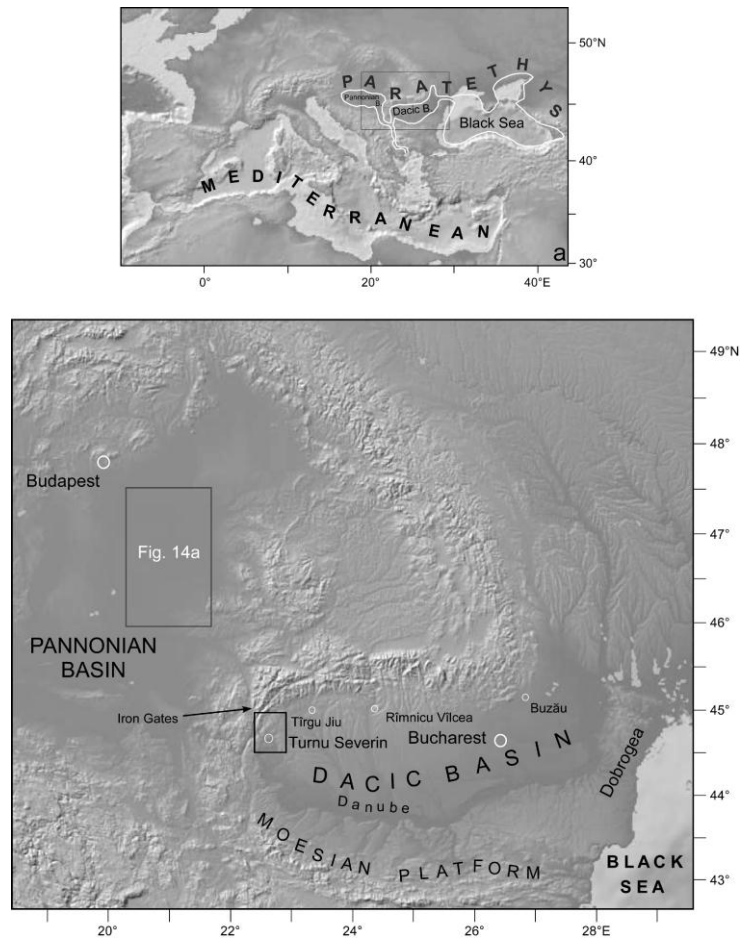 50°N
PARATETHYS
Pannonian
B.
Dacic B.
Black Sea
40°
MEDITERRANEAN
a
30°
0°
20°
40°E
49°N
48°
Budapest
47°
Fig. 14a
46°
PANNONIAN
BASIN
45°
Iron Gates
Tîrgu Jiu
Rîmnicu Vîlcea
Buzău
Turnu Severin
Bucharest
DACIC BASIN
Dobrogea
Danube
44°
MOESIAN PLATFORM
BLACK
SEA
43°
20°
22°
24°
26°
28°E